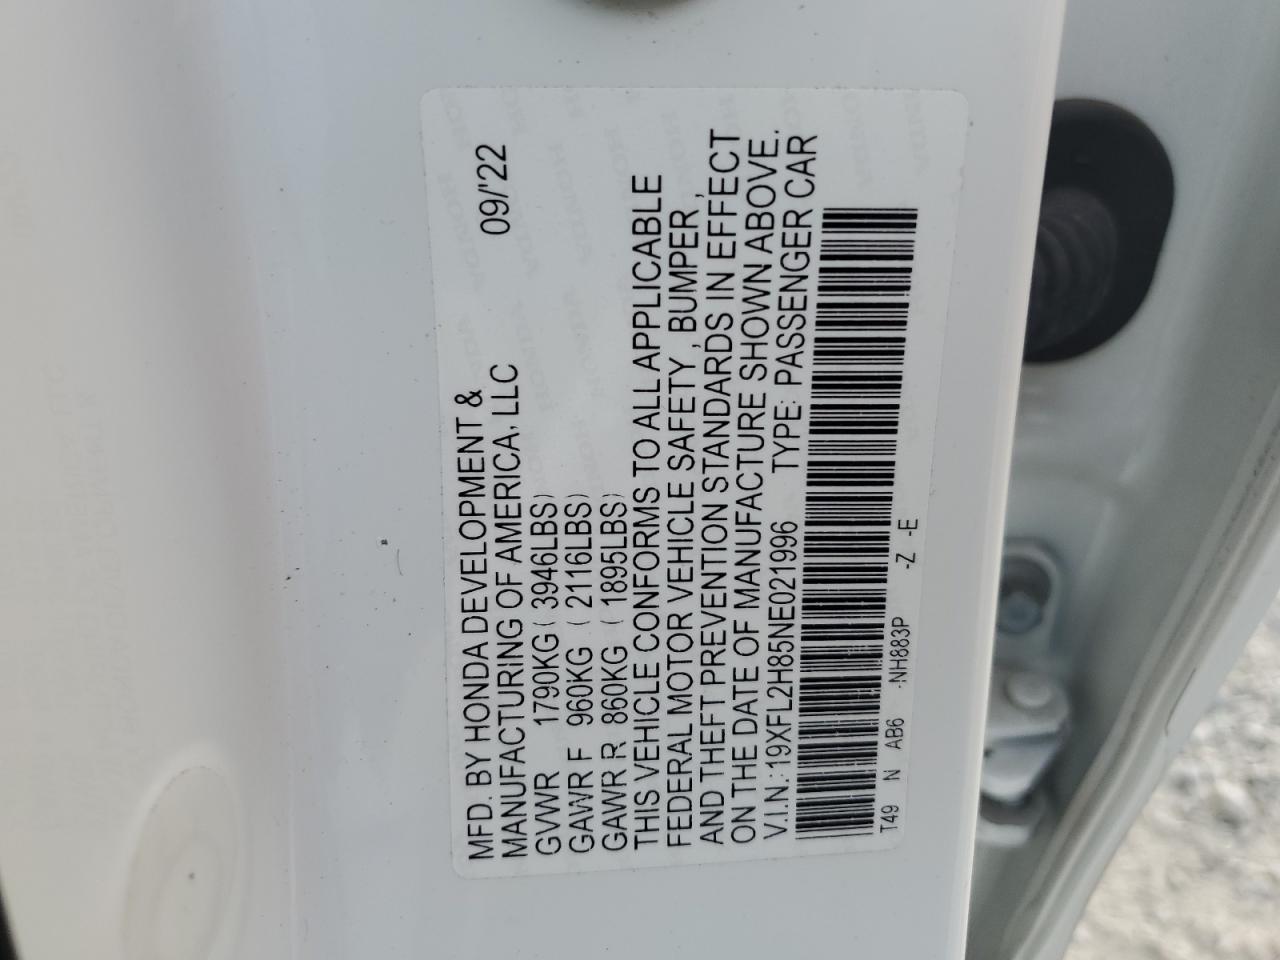 MFD. BY HONDA DEVELOPMENT &
MANUFACTURING OF AMERICA, LLC 09/'22
GVWR 1790KG ( 3946LBS)
GAWR F 960KG ( 2116LBS)
GAWR R 860KG ( 1895LBS)
THIS VEHICLE CONFORMS TO ALL APPLICABLE
FEDERAL MOTOR VEHICLE SAFETY , BUMPER ,
AND THEFT PREVENTION STANDARDS IN EFFECT
ON THE DATE OF MANUFACTURE SHOWN ABOVE.
V.I.N.: 19XFL2H85NE021996 TYPE: PASSENGER CAR
T49 N AB6 -NH883P -Z -E